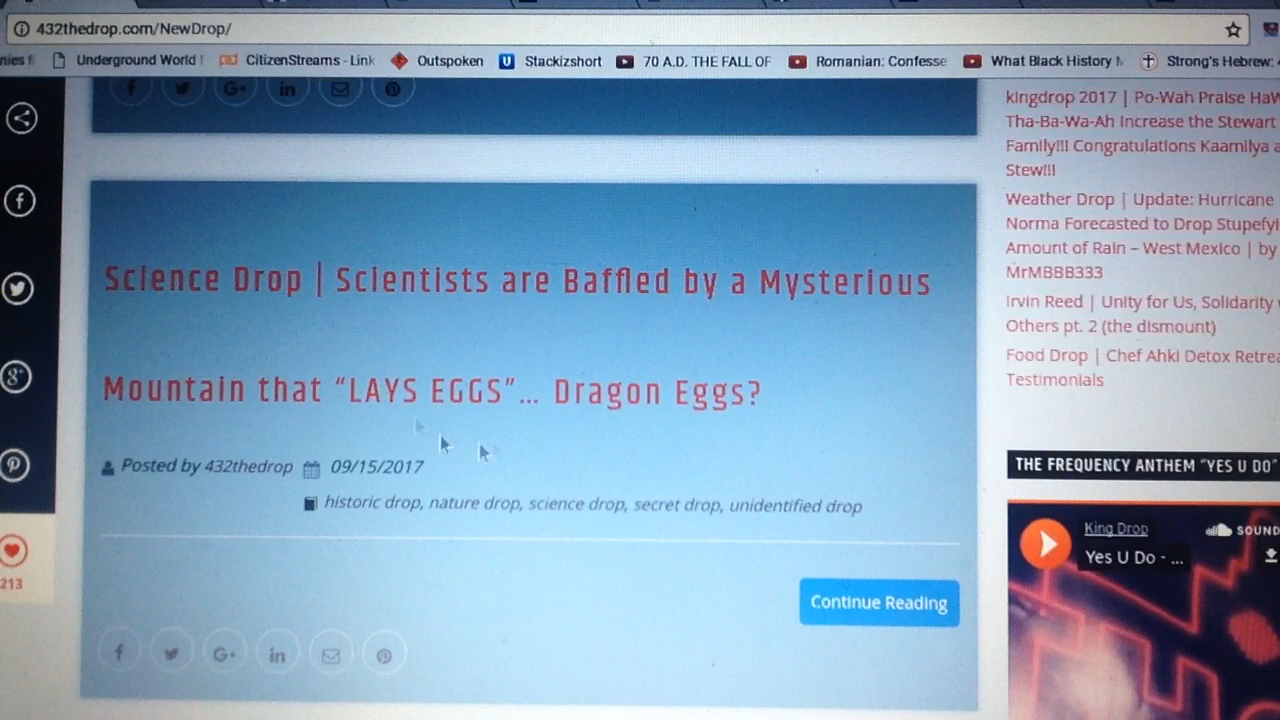 432thedrop.com/NewDrop/
Underground World
CitizenStreams - Link
Outspoken
Stackizshort
70 A.D. THE FALL OF
Romanian: Confesse
What Black History
Strong's Hebrew:
kingdrop 2017 | Po-Wah Praise
Tha-Ba-Wa-Ah Increase the Stewart
Family!!! Congratulations Kaamilya
Stew!!!
Weather Drop | Update: Hurricane
Norma Forecasted to Drop
Amount of Rain – West Mexico | by
MrMBBB333
Irvin Reed | Unity for Us, Solidarity
Others pt. 2 (the dismount)
Food Drop | Chef Ahki Detox
Testimonials
Science Drop | Scientists are Baffled by a Mysterious
Mountain that “LAYS EGGS”... Dragon Eggs?
Posted by 432thedrop 09/15/2017
historic drop, nature drop, science drop, secret drop, unidentified drop
Continue Reading
213
THE FREQUENCY ANTHEM “YES U DO”
King Drop
Yes U Do - ...
SOUND